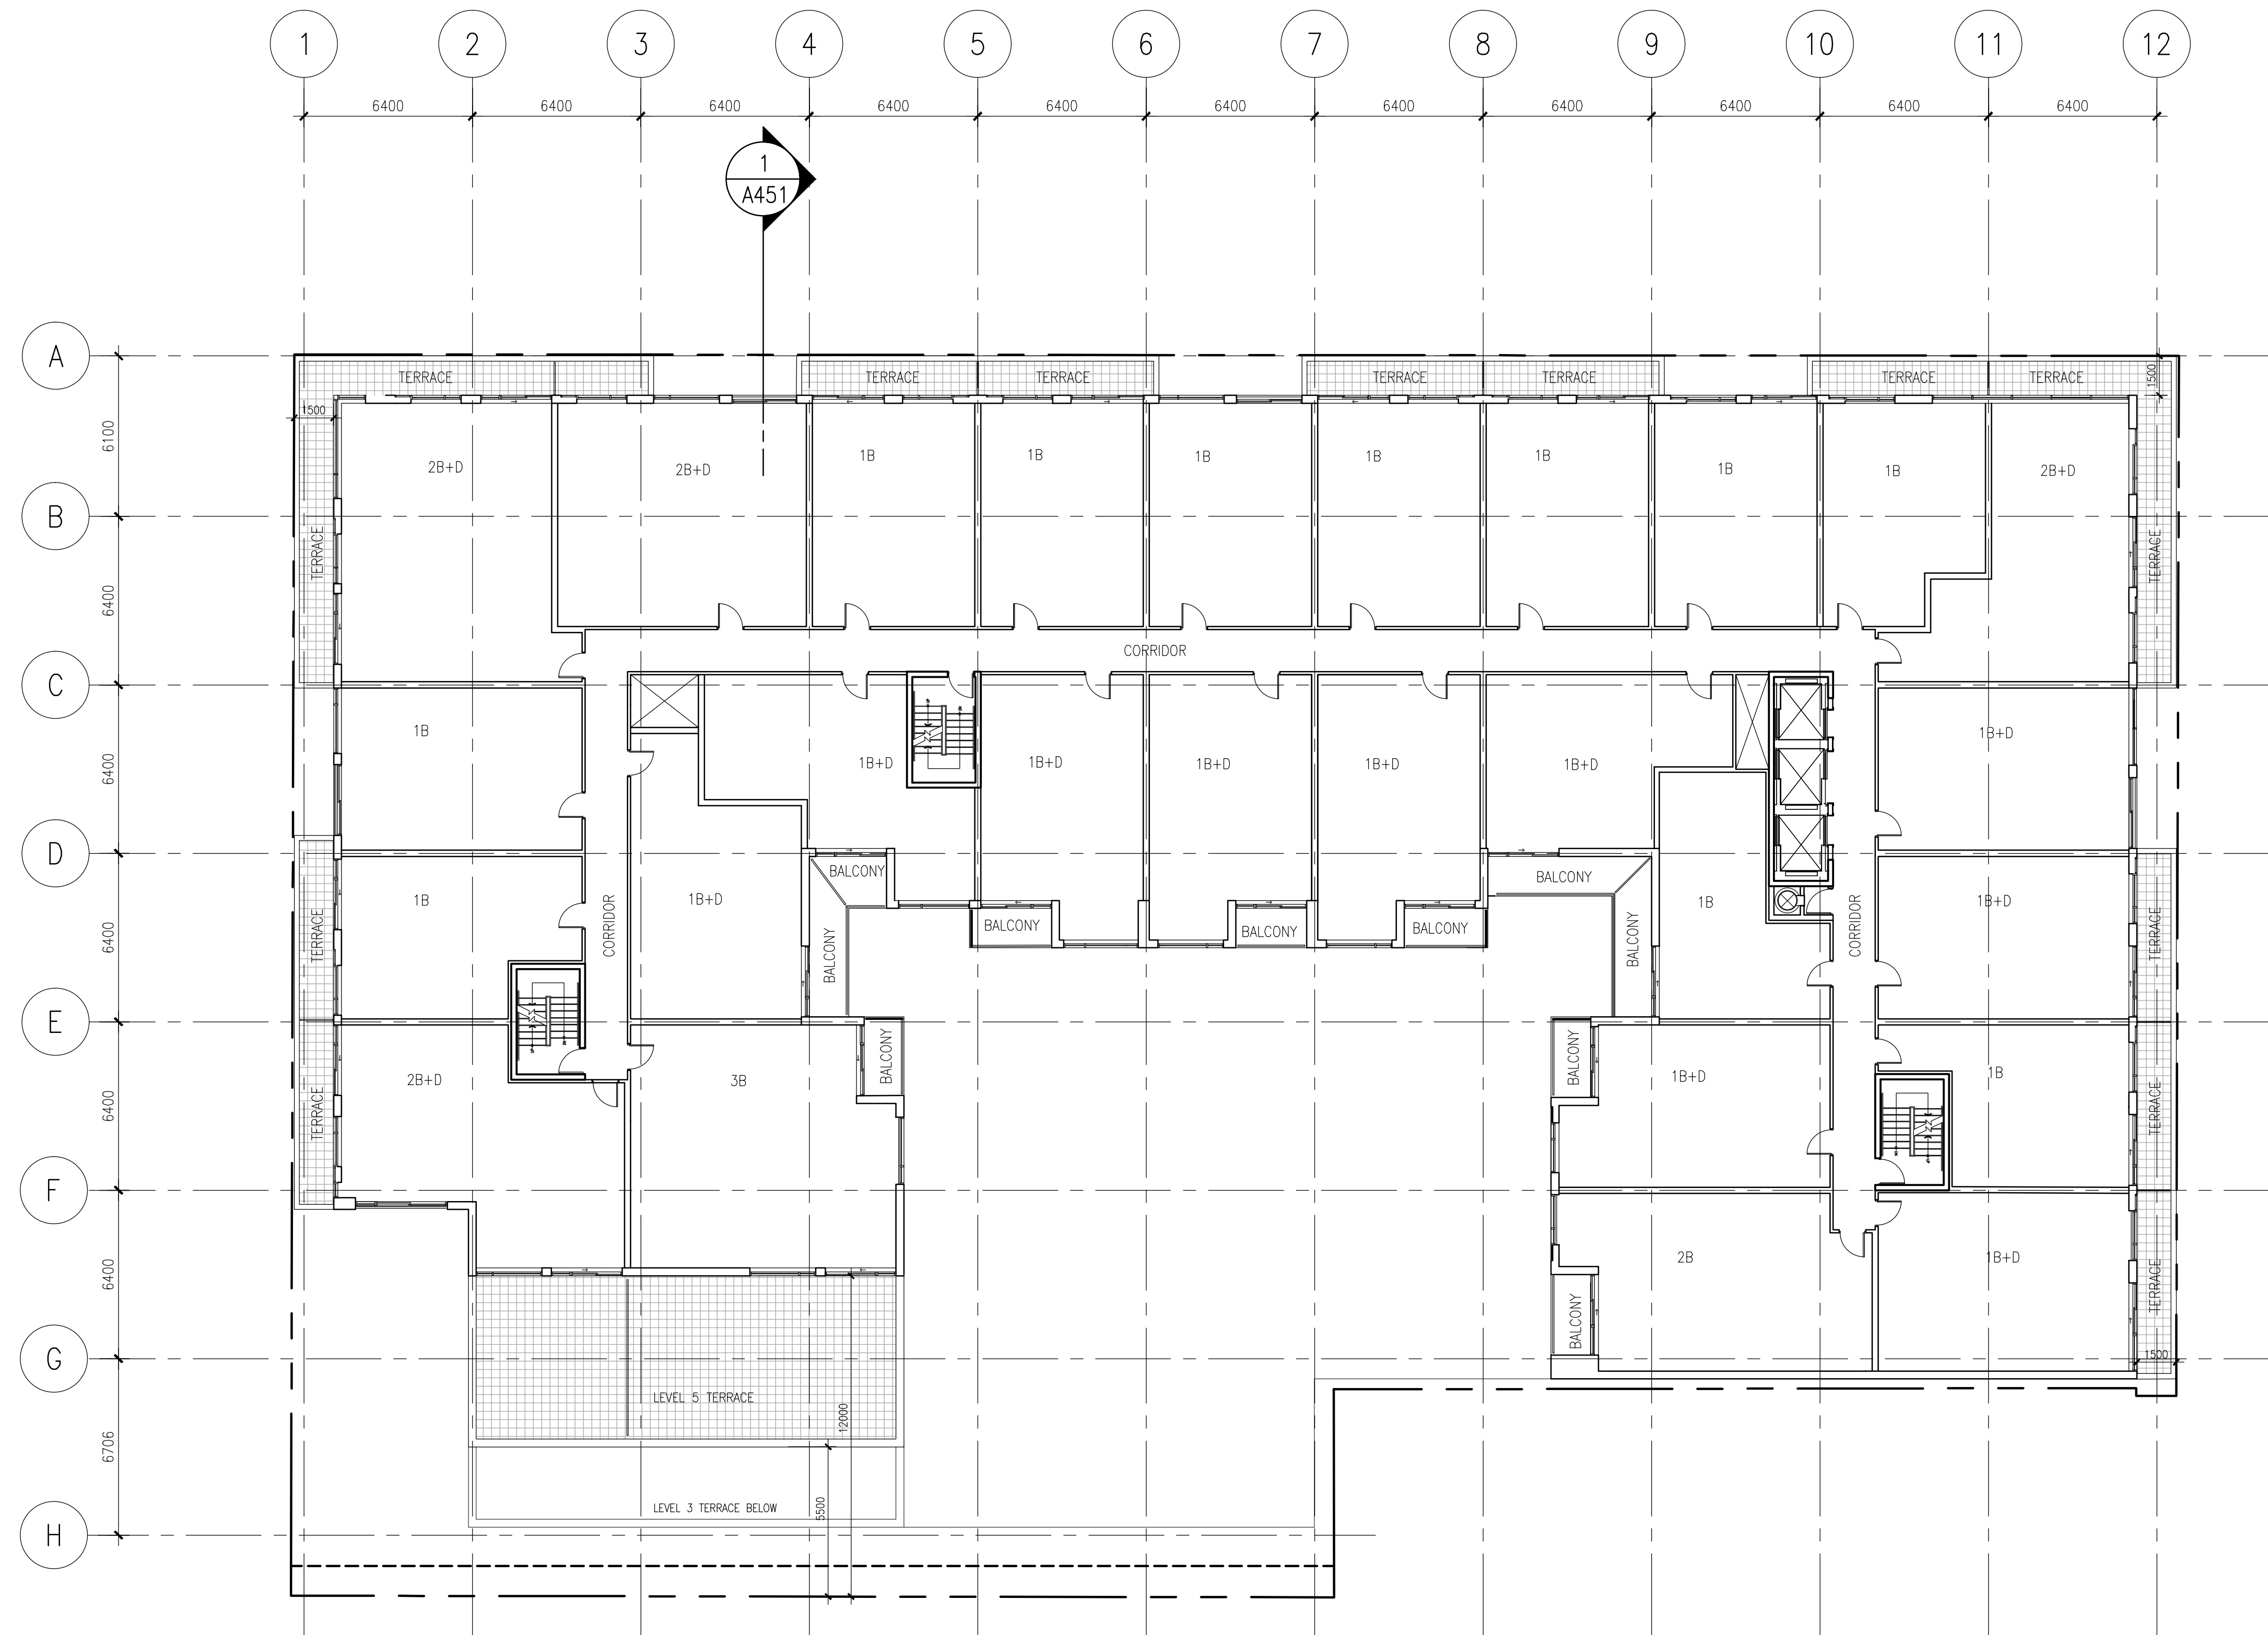 1 2 3 4 5 6 7 8 9 10 11 12
6400 6400 6400 6400 6400 6400 6400 6400 6400 6400 6400
1
A451
A
TERRACE TERRACE TERRACE TERRACE TERRACE TERRACE TERRACE
1500
1500
6100
2B+D 2B+D 1B 1B 1B 1B 1B 1B 1B 2B+D
B
TERRACE
TERRACE
6400
CORRIDOR
C
1B
1B+D
6400
1B+D 1B+D 1B+D 1B+D 1B+D
D
BALCONY
BALCONY
1B
1B+D
1B
1B+D
6400
TERRACE
CORRIDOR
BALCONY
BALCONY
BALCONY
BALCONY
BALCONY
CORRIDOR
TERRACE
E
BALCONY
BALCONY
2B+D
3B
1B+D
1B
6400
TERRACE
TERRACE
F
2B
1B+D
6400
BALCONY
TERRACE
G
1500
LEVEL 5 TERRACE
12000
6706
LEVEL 3 TERRACE BELOW
5500
H